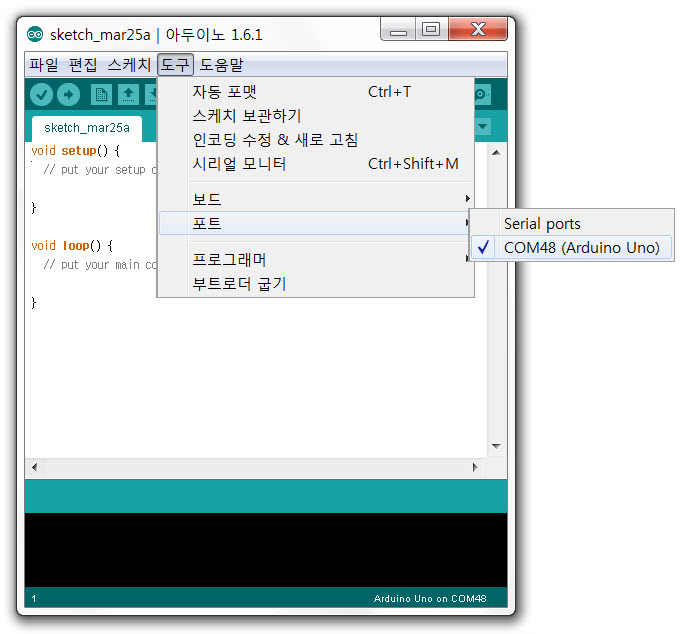 sketch_mar25a | 아두이노 1.6.1
파일 편집 스케치 도구 도움말
자동 포맷 Ctrl+T
스케치 보관하기
인코딩 수정 & 새로 고침
시리얼 모니터 Ctrl+Shift+M
보드
포트
프로그래머
부트로더 굽기
Serial ports
COM48 (Arduino Uno)
sketch_mar25a
void setup() {
// put your setup c
}
void loop() {
// put your main co
}
1 Arduino Uno on COM48